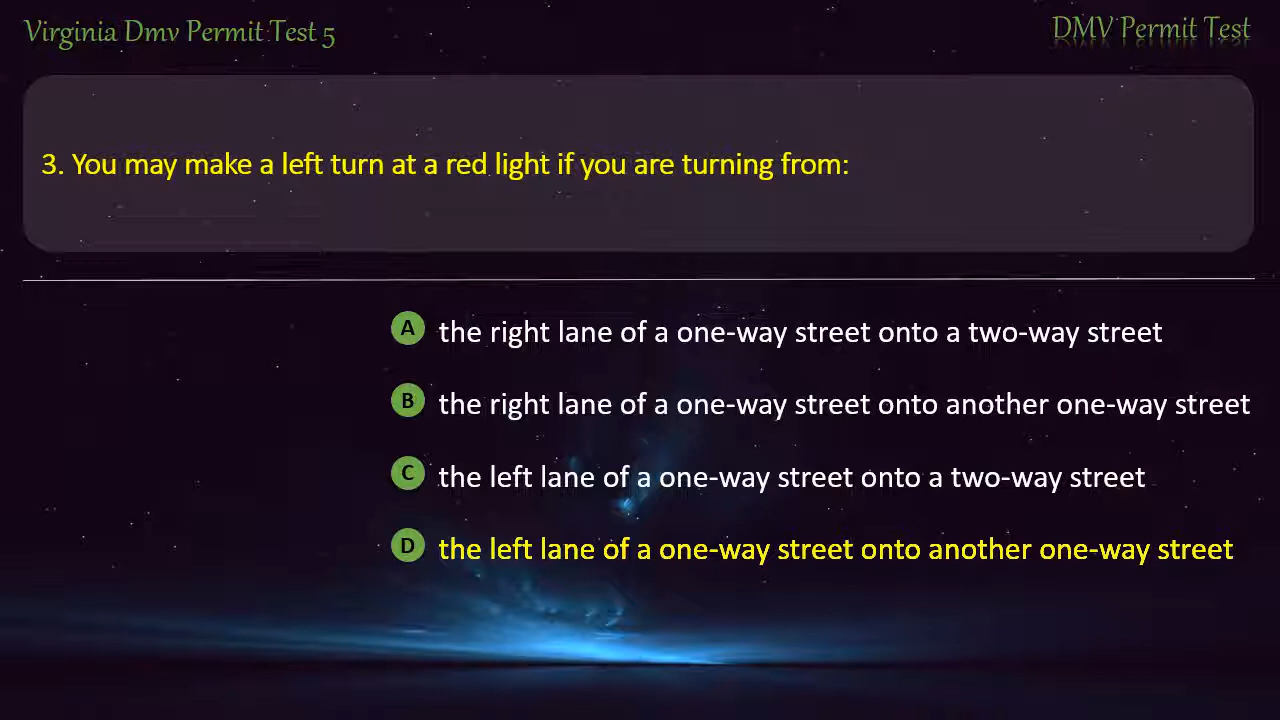 Virginia Dmv Permit Test 5
DMV Permit Test
3. You may make a left turn at a red light if you are turning from:
A the right lane of a one-way street onto a two-way street
B the right lane of a one-way street onto another one-way street
C the left lane of a one-way street onto a two-way street
D the left lane of a one-way street onto another one-way street